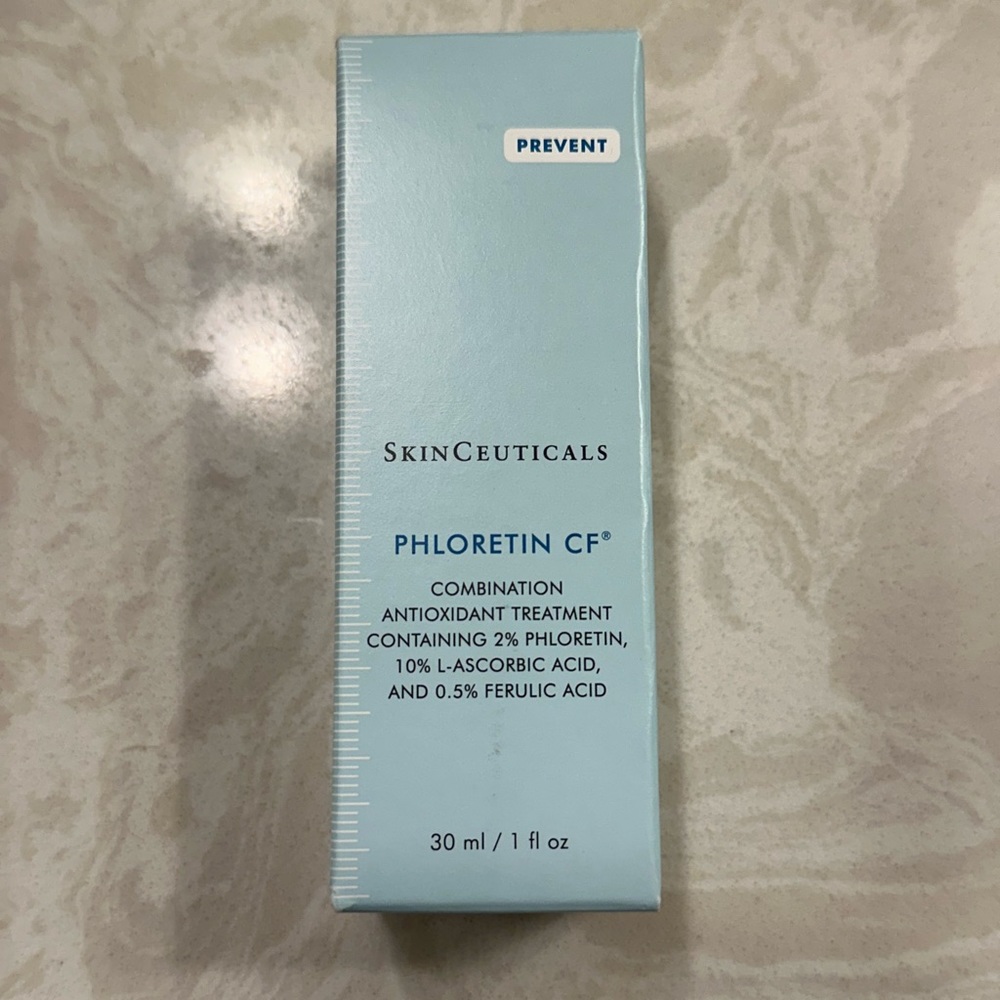 PREVENT
SKINCEUTICALS
PHLORETIN CF®
COMBINATION
ANTIOXIDANT TREATMENT
CONTAINING 2% PHLORETIN,
10% L-ASCORBIC ACID,
AND 0.5% FERULIC ACID
30 ml / 1 fl oz